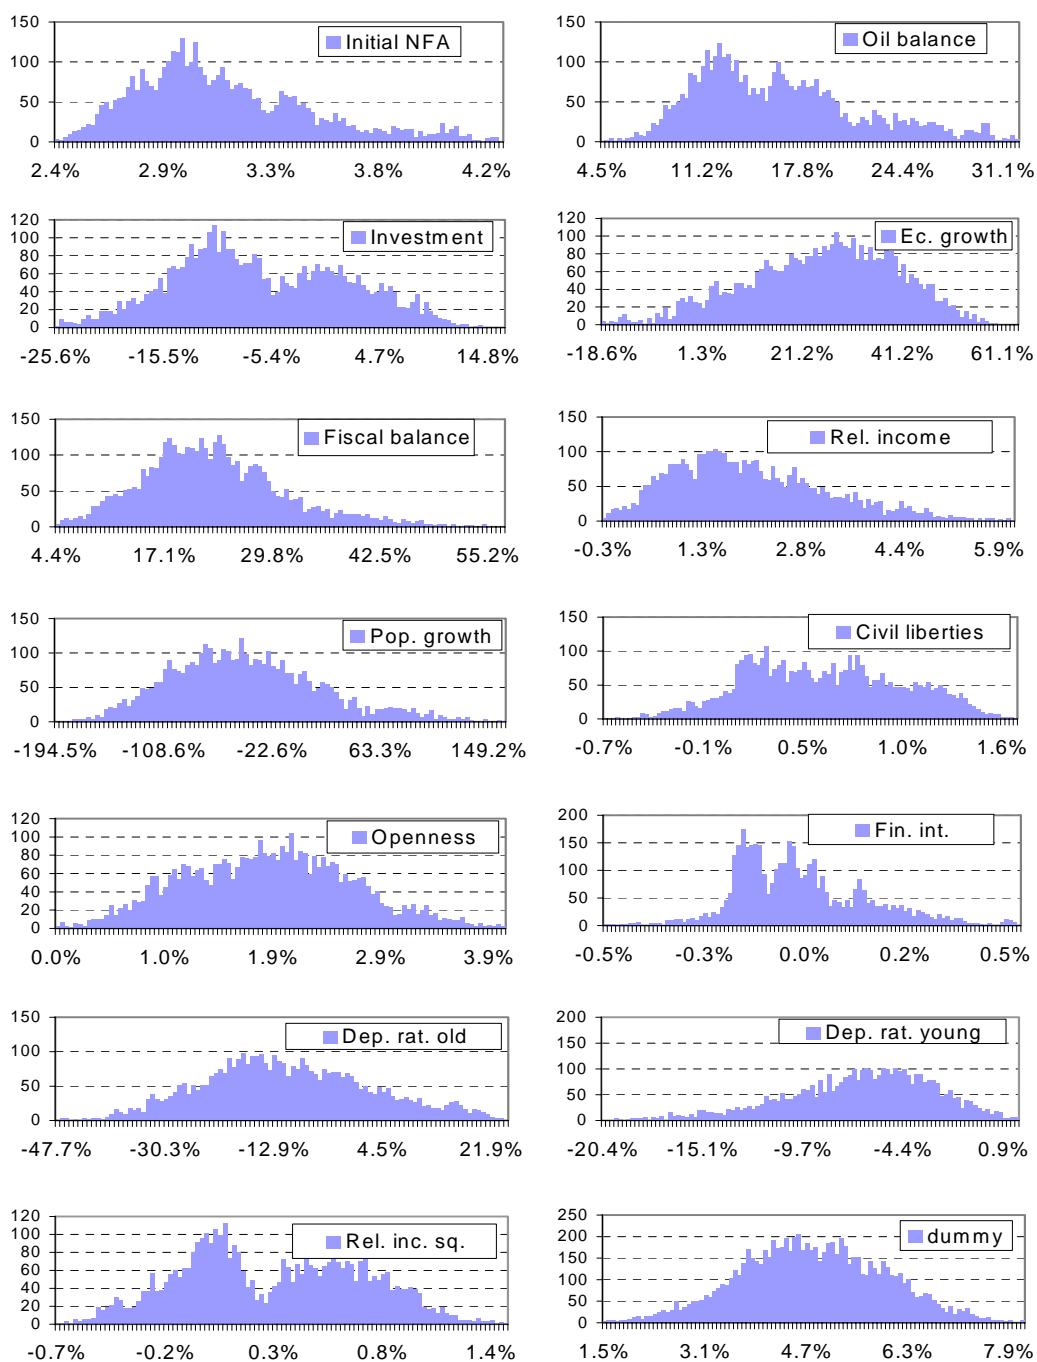 150
100
50
0
Initial NFA
2.4% 2.9% 3.3% 3.8% 4.2%
150
100
50
0
Oil balance
4.5% 11.2% 17.8% 24.4% 31.1%
120
100
80
60
40
20
0
Investment
-25.6% -15.5% -5.4% 4.7% 14.8%
120
100
80
60
40
20
0
Ec. growth
-18.6% 1.3% 21.2% 41.2% 61.1%
150
100
50
0
Fiscal balance
4.4% 17.1% 29.8% 42.5% 55.2%
150
100
50
0
Rel. income
-0.3% 1.3% 2.8% 4.4% 5.9%
150
100
50
0
Pop. growth
-194.5% -108.6% -22.6% 63.3% 149.2%
150
100
50
0
Civil liberties
-0.7% -0.1% 0.5% 1.0% 1.6%
120
100
80
60
40
20
0
Openness
0.0% 1.0% 1.9% 2.9% 3.9%
200
150
100
50
0
Fin. int.
-0.5% -0.3% 0.0% 0.2% 0.5%
150
100
50
0
Dep. rat. old
-47.7% -30.3% -12.9% 4.5% 21.9%
200
150
100
50
0
Dep. rat. young
-20.4% -15.1% -9.7% -4.4% 0.9%
120
100
80
60
40
20
0
Rel. inc. sq.
-0.7% -0.2% 0.3% 0.8% 1.4%
250
200
150
100
50
0
dummy
1.5% 3.1% 4.7% 6.3% 7.9%